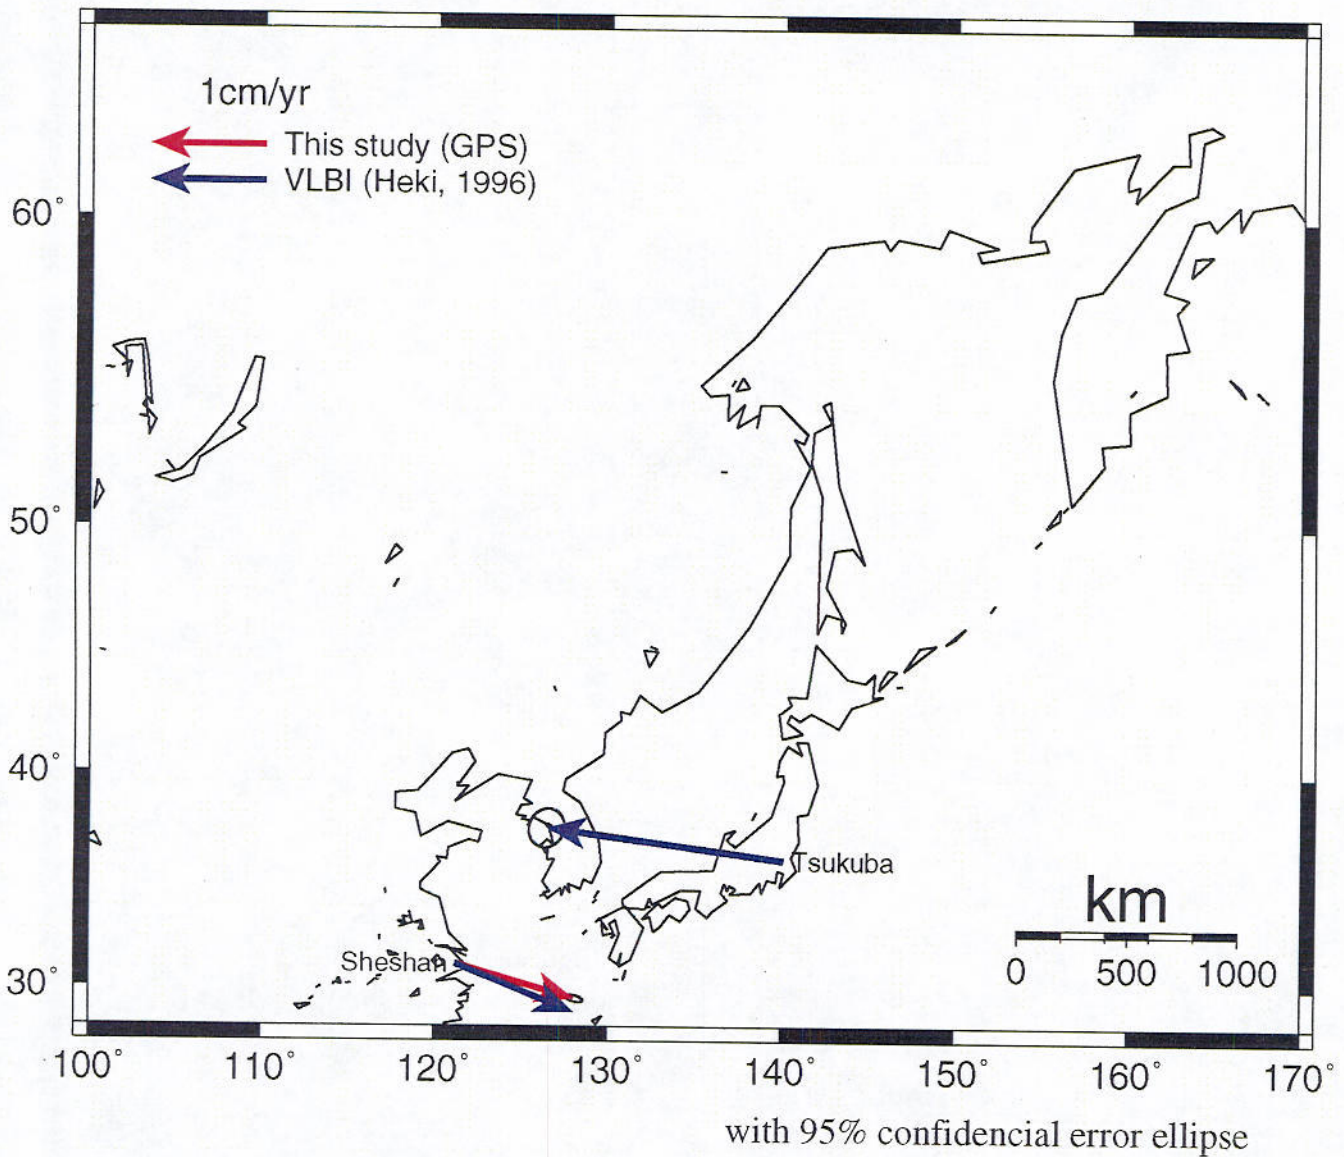 1cm/yr
This study (GPS)
VLBI (Heki, 1996)
60°
50°
40°
30°
Tsukuba
Sheshan
km
0 500 1000
100° 110° 120° 130° 140° 150° 160° 170°
with 95% confidencial error ellipse